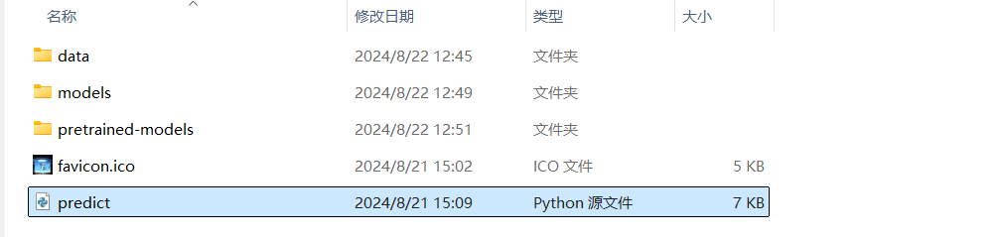 名称 修改日期 类型 大小
data 2024/8/22 12:45 文件夹
models 2024/8/22 12:49 文件夹
pretrained-models 2024/8/22 12:51 文件夹
favicon.ico 2024/8/21 15:02 ICO 文件 5 KB
predict 2024/8/21 15:09 Python 源文件 7 KB